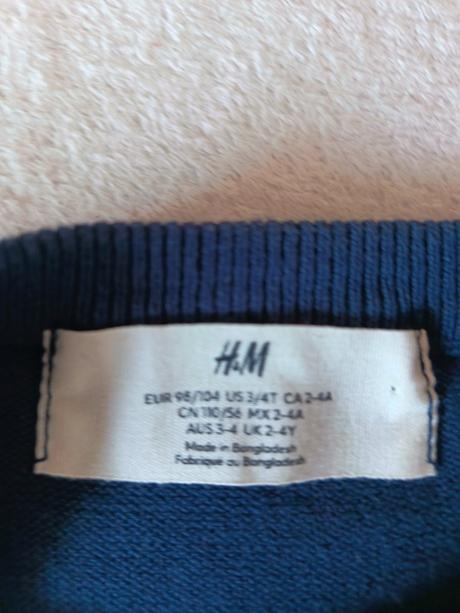 H&M
EUR 98/104 US 3/4T CA 2-4A
CN 110/56 MX 2-4A
AUS 3-4 UK 2-4Y
Made in Bangladesh
Fabriqué au Bangladesh